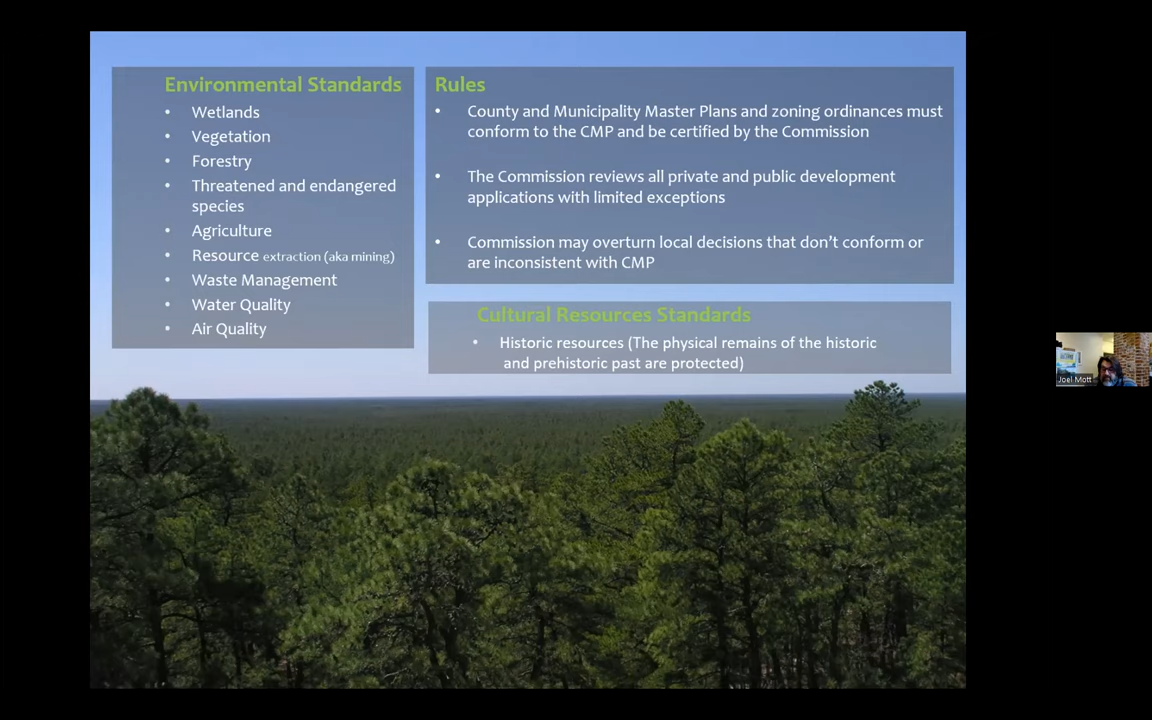 Environmental Standards
• Wetlands
• Vegetation
• Forestry
• Threatened and endangered
species
• Agriculture
• Resource extraction (aka mining)
• Waste Management
• Water Quality
• Air Quality
Rules
• County and Municipality Master Plans and zoning ordinances must
conform to the CMP and be certified by the Commission
• The Commission reviews all private and public development
applications with limited exceptions
• Commission may overturn local decisions that don't conform or
are inconsistent with CMP
Cultural Resources Standards
• Historic resources (The physical remains of the historic
and prehistoric past are protected)
Joel Mott